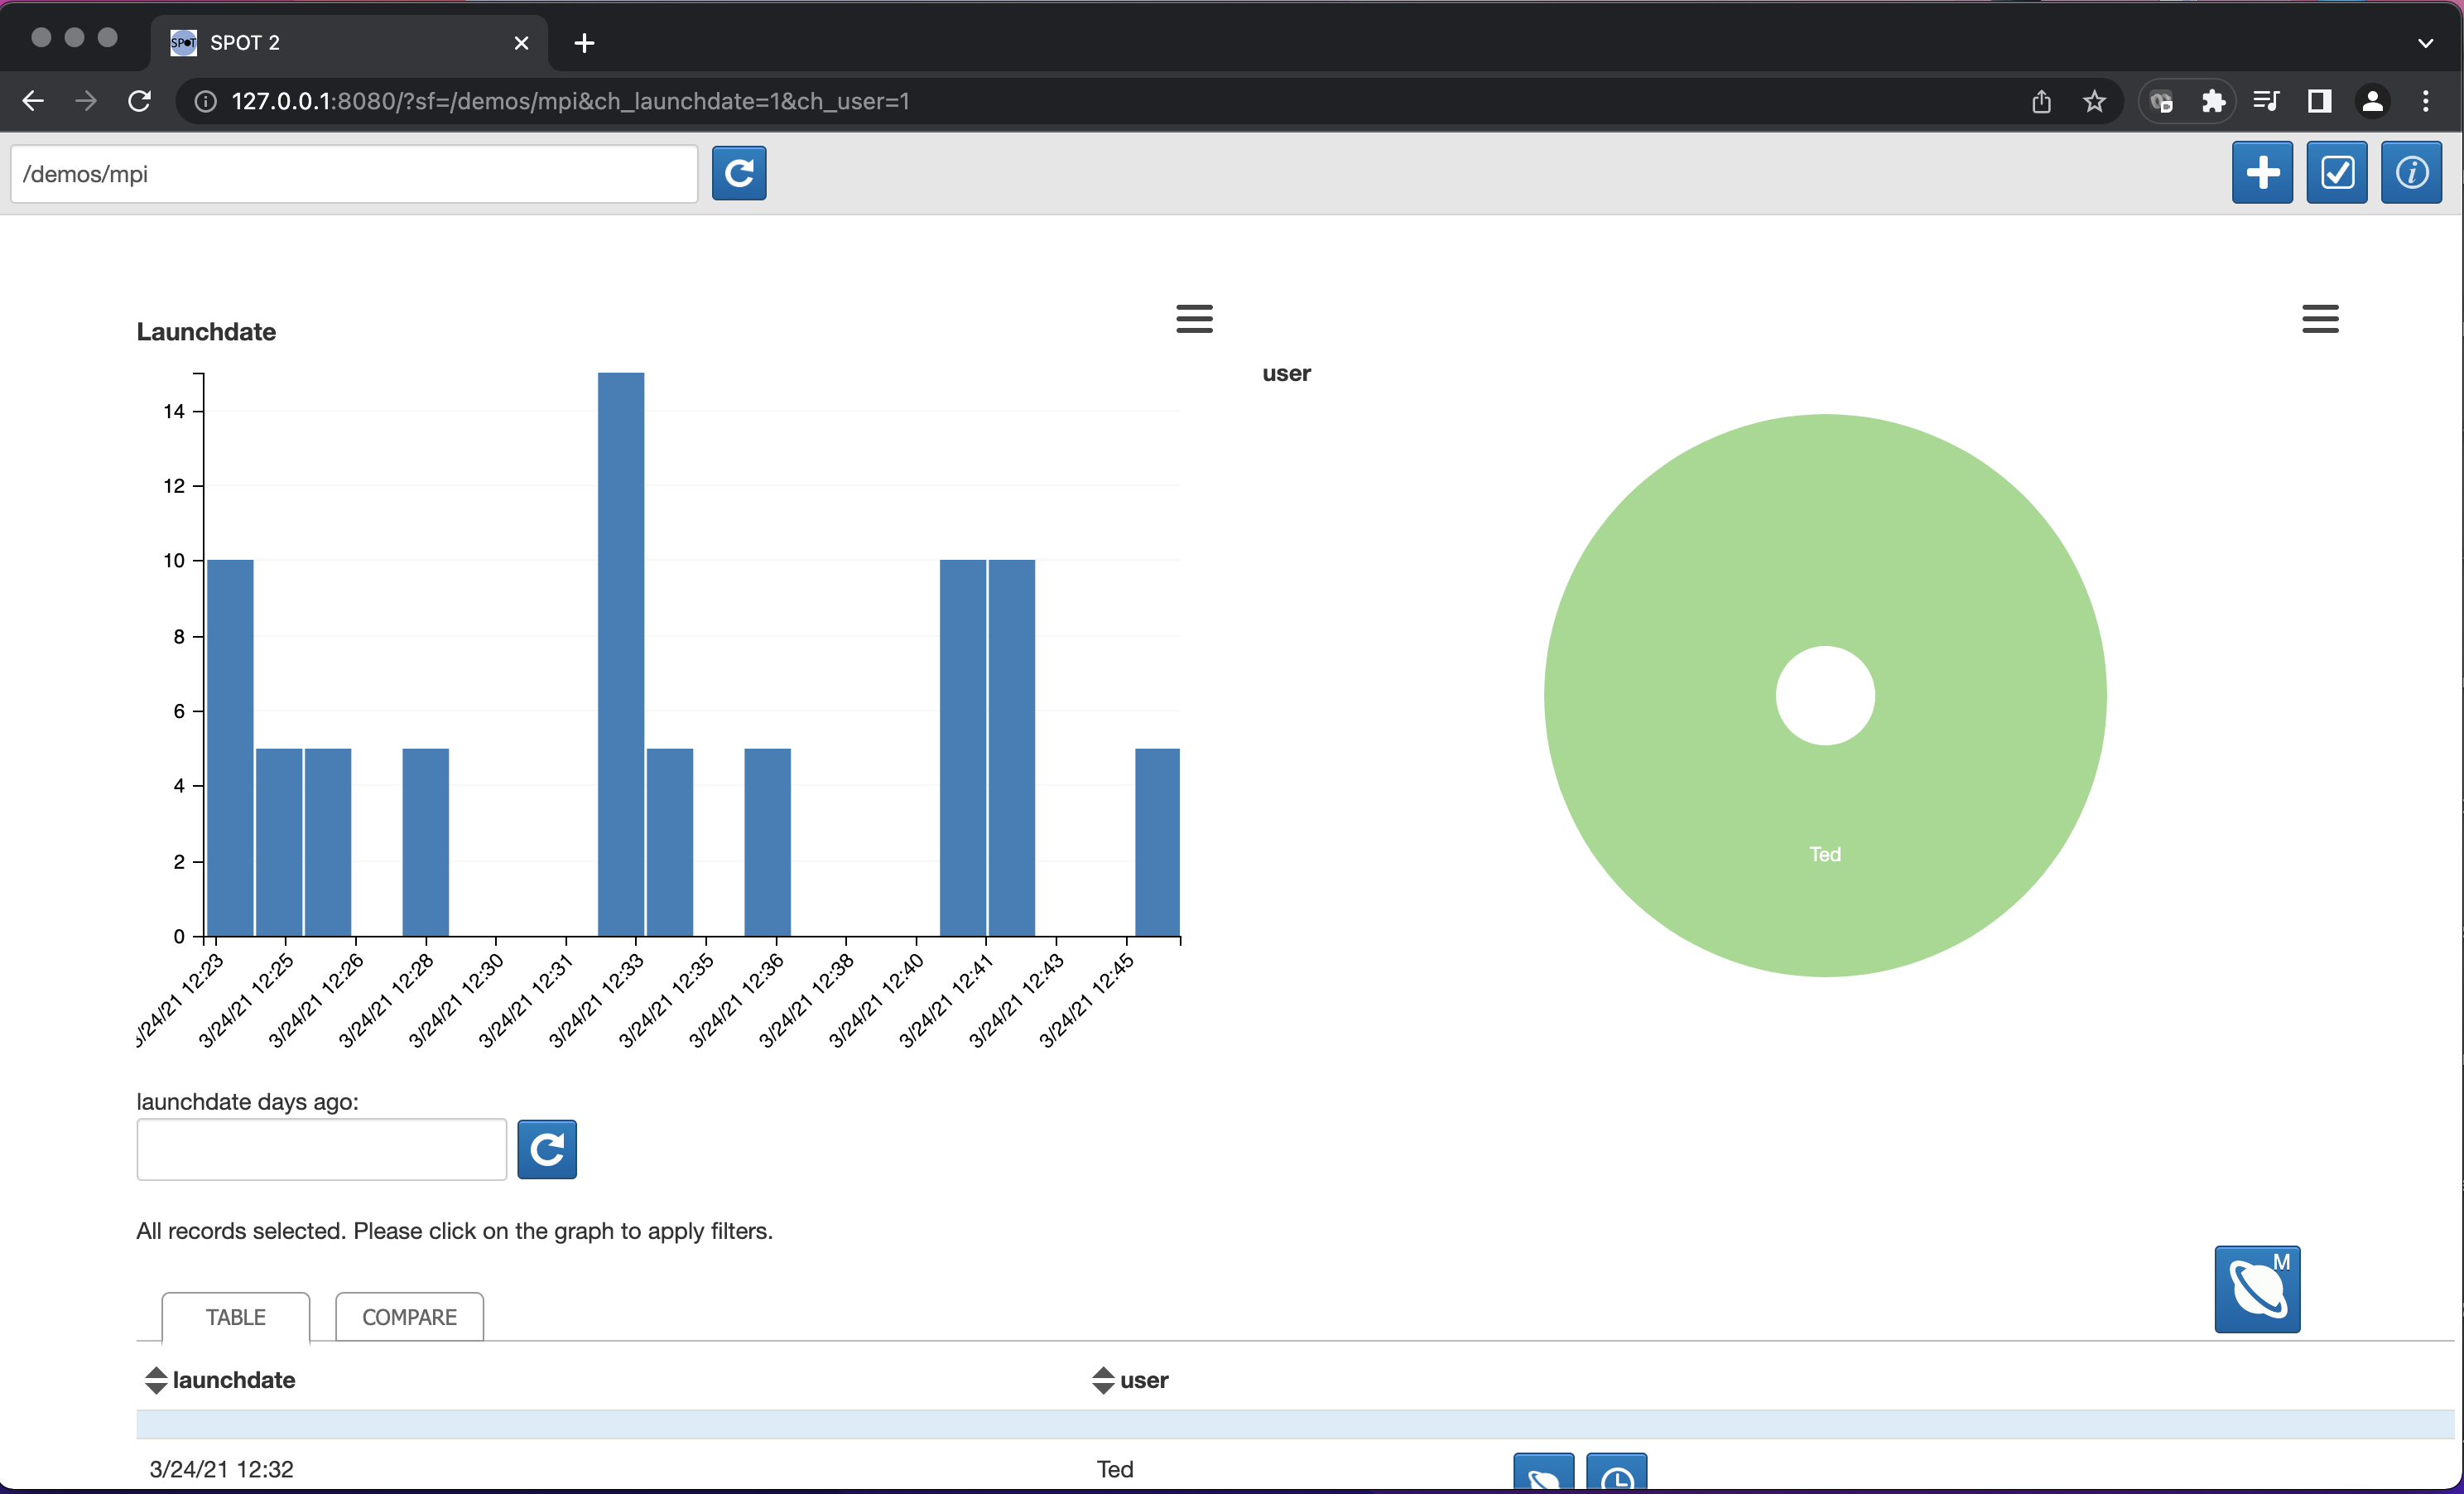 SPOT 2
127.0.0.1:8080/?sf=/demos/mpi&ch_launchdate=1&ch_user=1
/demos/mpi
Launchdate
user
14
12
10
8
6
4
2
0
3/24/21 12:23
3/24/21 12:25
3/24/21 12:26
3/24/21 12:28
3/24/21 12:30
3/24/21 12:31
3/24/21 12:33
3/24/21 12:35
3/24/21 12:36
3/24/21 12:38
3/24/21 12:40
3/24/21 12:41
3/24/21 12:43
3/24/21 12:45
Ted
launchdate days ago:
All records selected. Please click on the graph to apply filters.
M
TABLE COMPARE
launchdate user
3/24/21 12:32 Ted